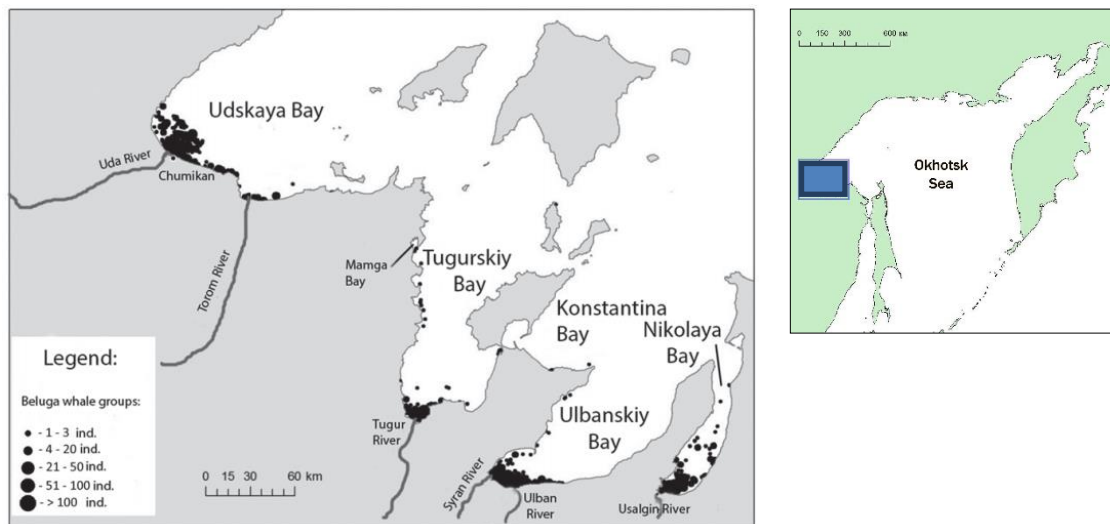 Udskaya Bay
Uda River
Chumikan
Torom River
Mamga
Bay
Tugurskiy
Bay
Konstantina
Bay
Nikolaya
Bay
Ulbanskiy
Bay
Tugur
River
Syran River
Ulban
River
Usalgin River
Legend:
Beluga whale groups:
- 1 - 3 ind.
- 4 - 20 ind.
- 21 - 50 ind.
- 51 - 100 ind.
- > 100 ind.
0 15 30 60 km
0 150 300 600 KM
Okhotsk
Sea